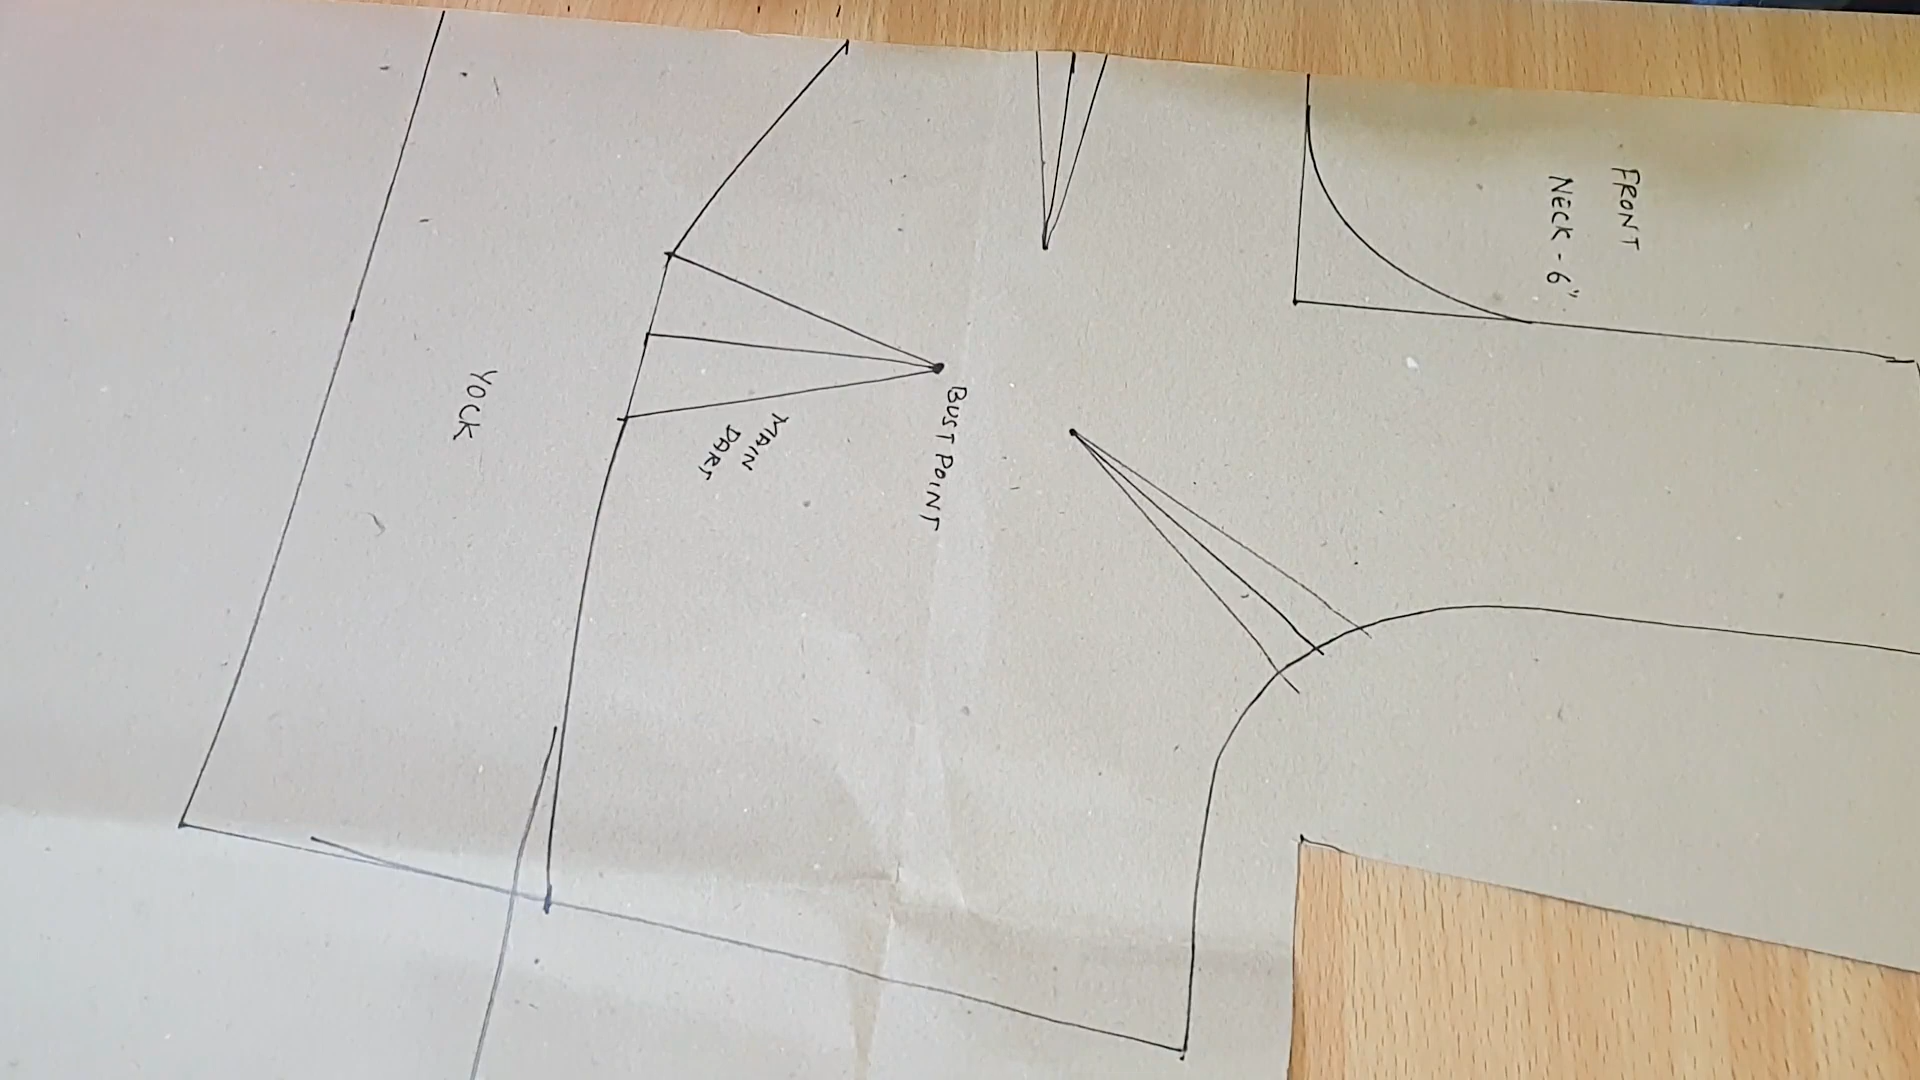 FRONT
NECK - 6"
BUST POINT
MAIN
DART
YOCK